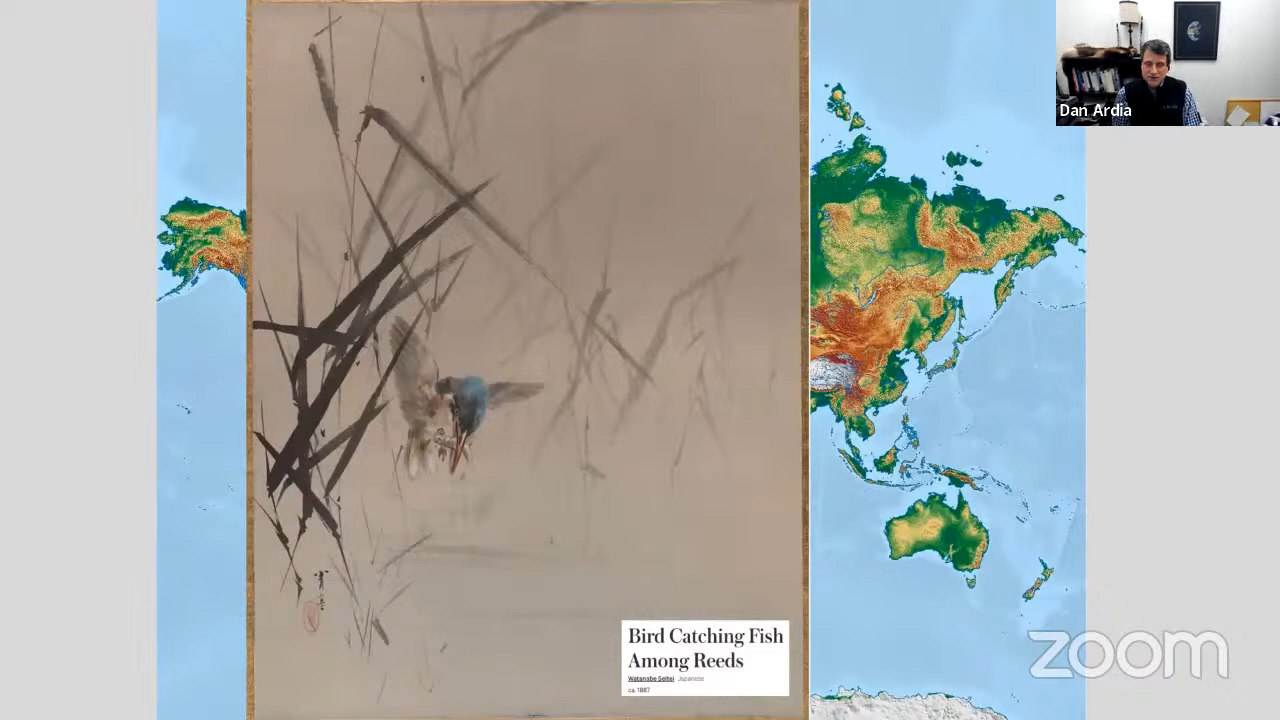 Dan Ardia
Bird Catching Fish
Among Reeds
Watanabe Seitei Japanese
ca. 1887
zoom